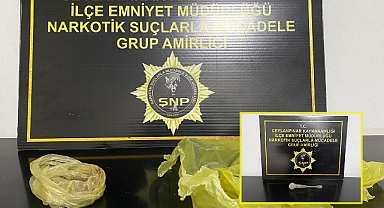 İLÇE EMNİYET MÜDÜRLÜĞÜ
NARKOTİK SUÇLARLA MÜCADELE
GRUP AMİRLİĞİ
SNP
T.C.
CEYLANPINAR KAYMAKAMLIĞI
İLÇE EMNİYET MÜDÜRLÜĞÜ
NARKOTİK SUÇLARLA MÜCADELE
GRUP AMİRLİĞİ